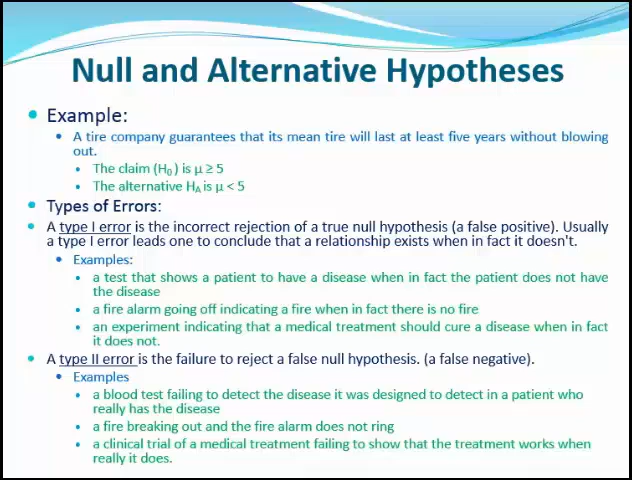 Null and Alternative Hypotheses
• Example:
• A tire company guarantees that its mean tire will last at least five years without blowing
out.
• The claim (H₀ ) is µ ≥ 5
• The alternative Hₐ is µ < 5
• Types of Errors:
• A type I error is the incorrect rejection of a true null hypothesis (a false positive). Usually
a type I error leads one to conclude that a relationship exists when in fact it doesn't.
• Examples:
• a test that shows a patient to have a disease when in fact the patient does not have
the disease
• a fire alarm going off indicating a fire when in fact there is no fire
• an experiment indicating that a medical treatment should cure a disease when in fact
it does not.
• A type II error is the failure to reject a false null hypothesis. (a false negative).
• Examples
• a blood test failing to detect the disease it was designed to detect in a patient who
really has the disease
• a fire breaking out and the fire alarm does not ring
• a clinical trial of a medical treatment failing to show that the treatment works when
really it does.